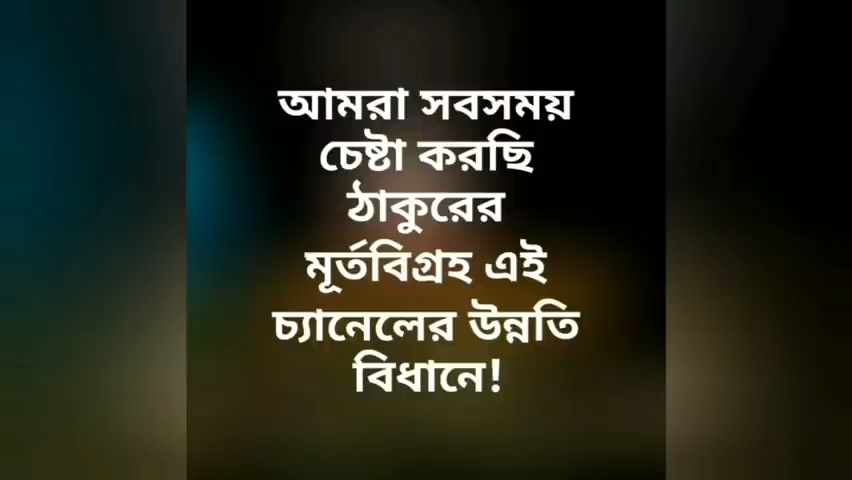 আমরা সবসময়
চেষ্টা করছি
ঠাকুরের
মূর্তবিগ্রহ এই
চ্যানেলের উন্নতি
বিধানে!